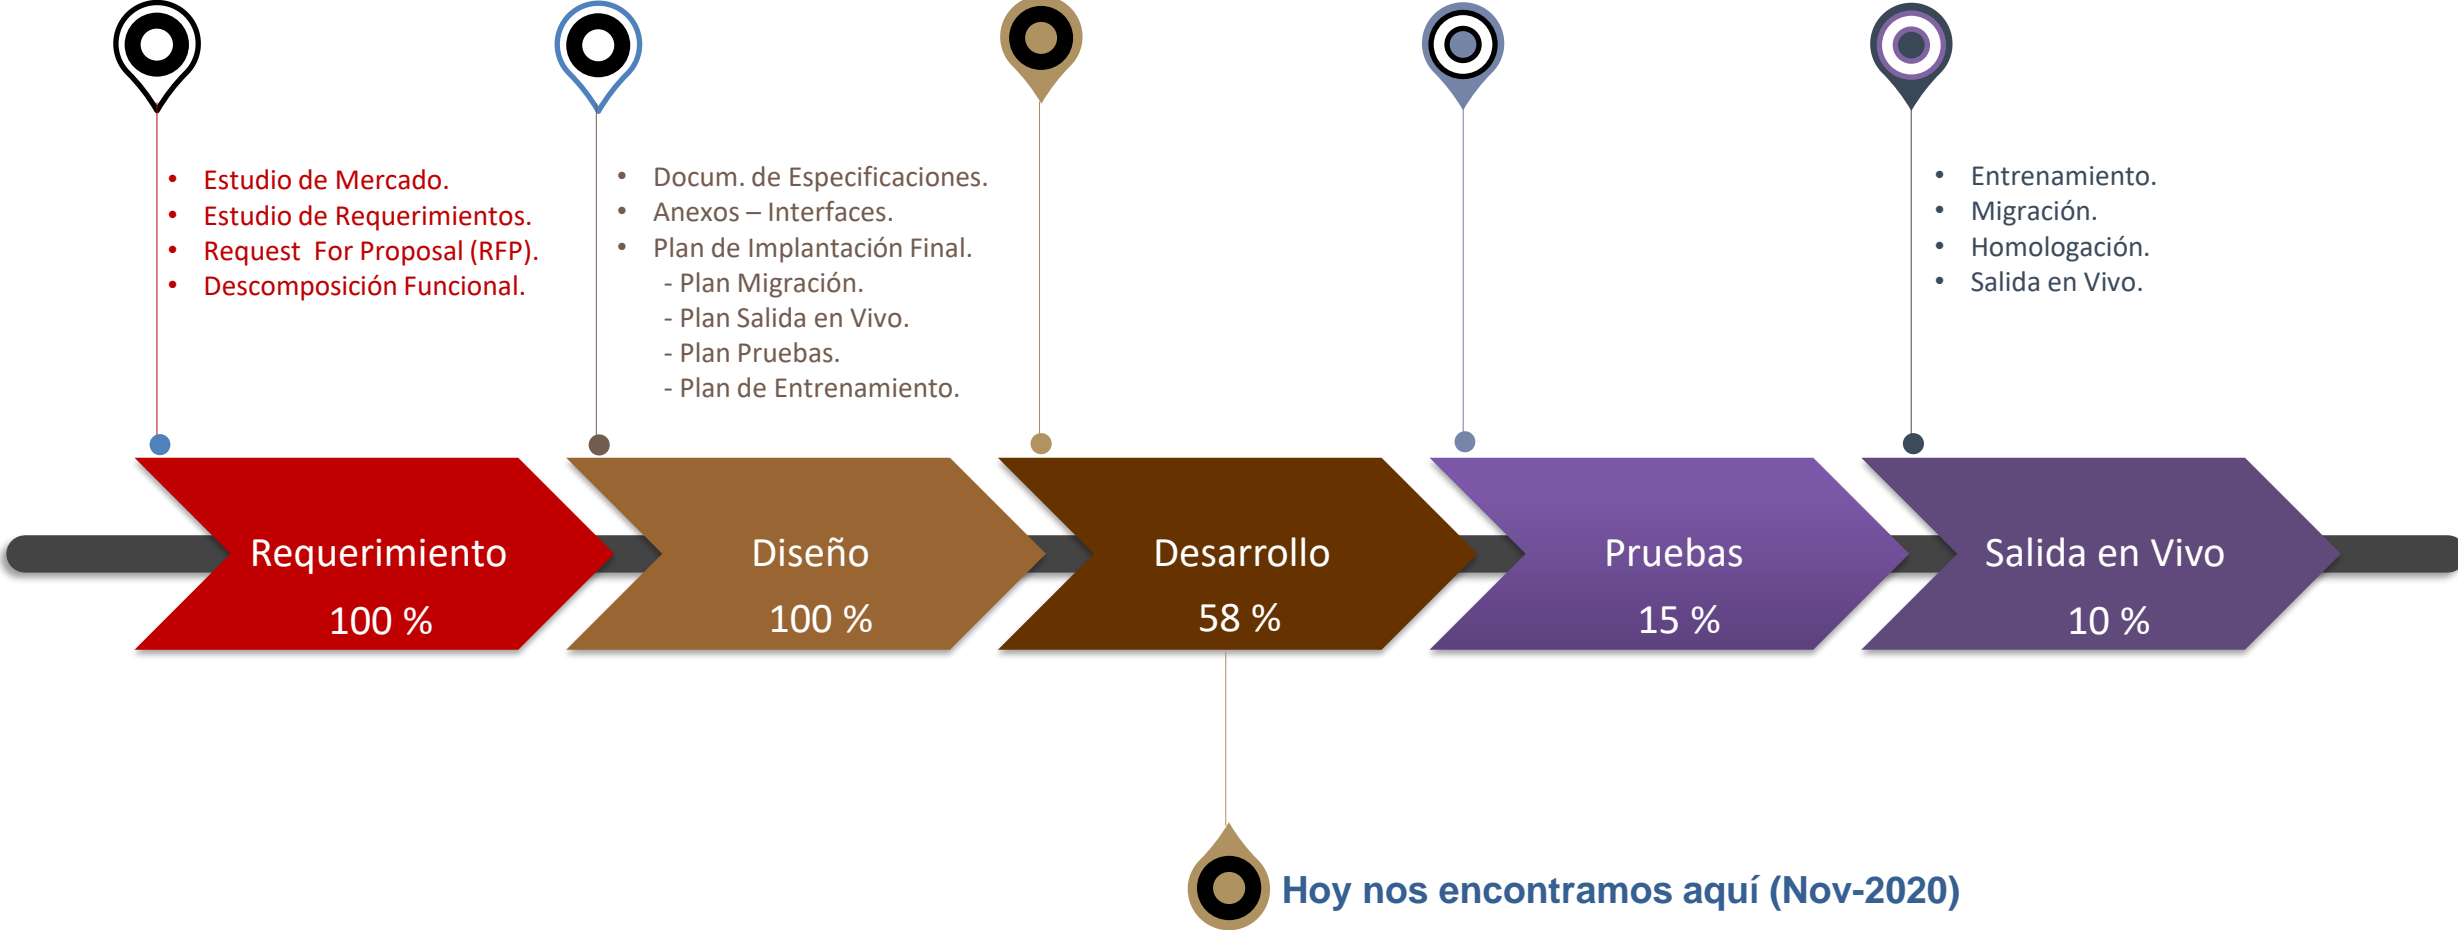 • Estudio de Mercado.
• Estudio de Requerimientos.
• Request For Proposal (RFP).
• Descomposición Funcional.
• Docum. de Especificaciones.
• Anexos – Interfaces.
• Plan de Implantación Final.
- Plan Migración.
- Plan Salida en Vivo.
- Plan Pruebas.
- Plan de Entrenamiento.
• Entrenamiento.
• Migración.
• Homologación.
• Salida en Vivo.
Requerimiento
100 %
Diseño
100 %
Desarrollo
58 %
Pruebas
15 %
Salida en Vivo
10 %
Hoy nos encontramos aquí (Nov-2020)